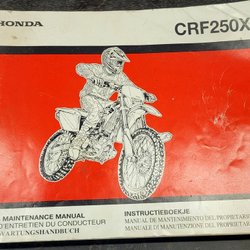 HONDA
CRF250X
MAINTENANCE MANUAL
D'ENTRETIEN DU CONDUCTEUR
WARTUNGSHANDBUCH
INSTRUCTIEBOEKJE
MANUAL DE MANTENIMIENTO DEL PROPIETARIO
MANUALE DI MANUTENZIONE DEL PROPRIETARIO